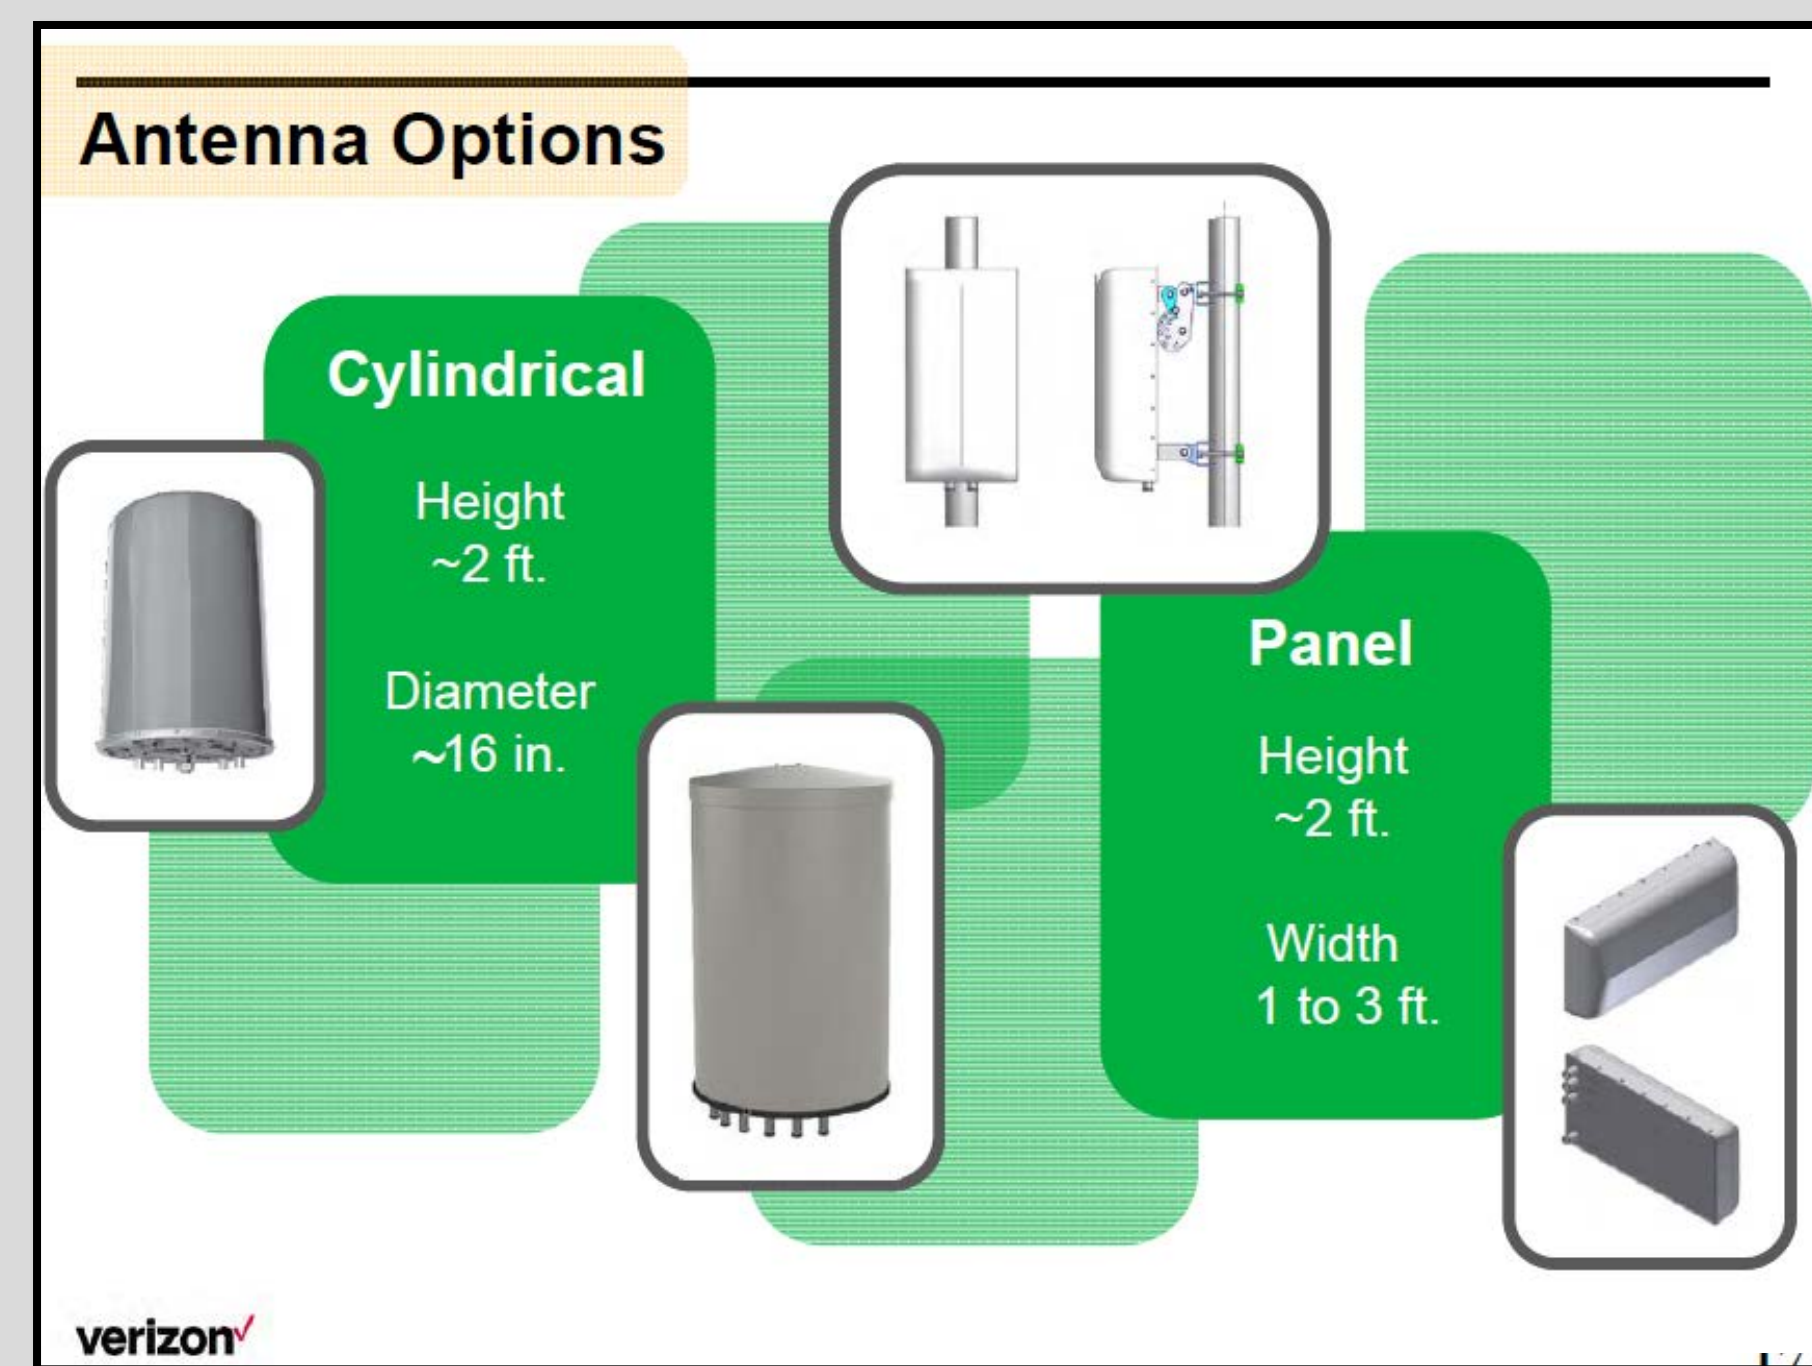 Antenna Options
Cylindrical
Height
~2 ft.
Diameter
~16 in.
Panel
Height
~2 ft.
Width
1 to 3 ft.
verizon